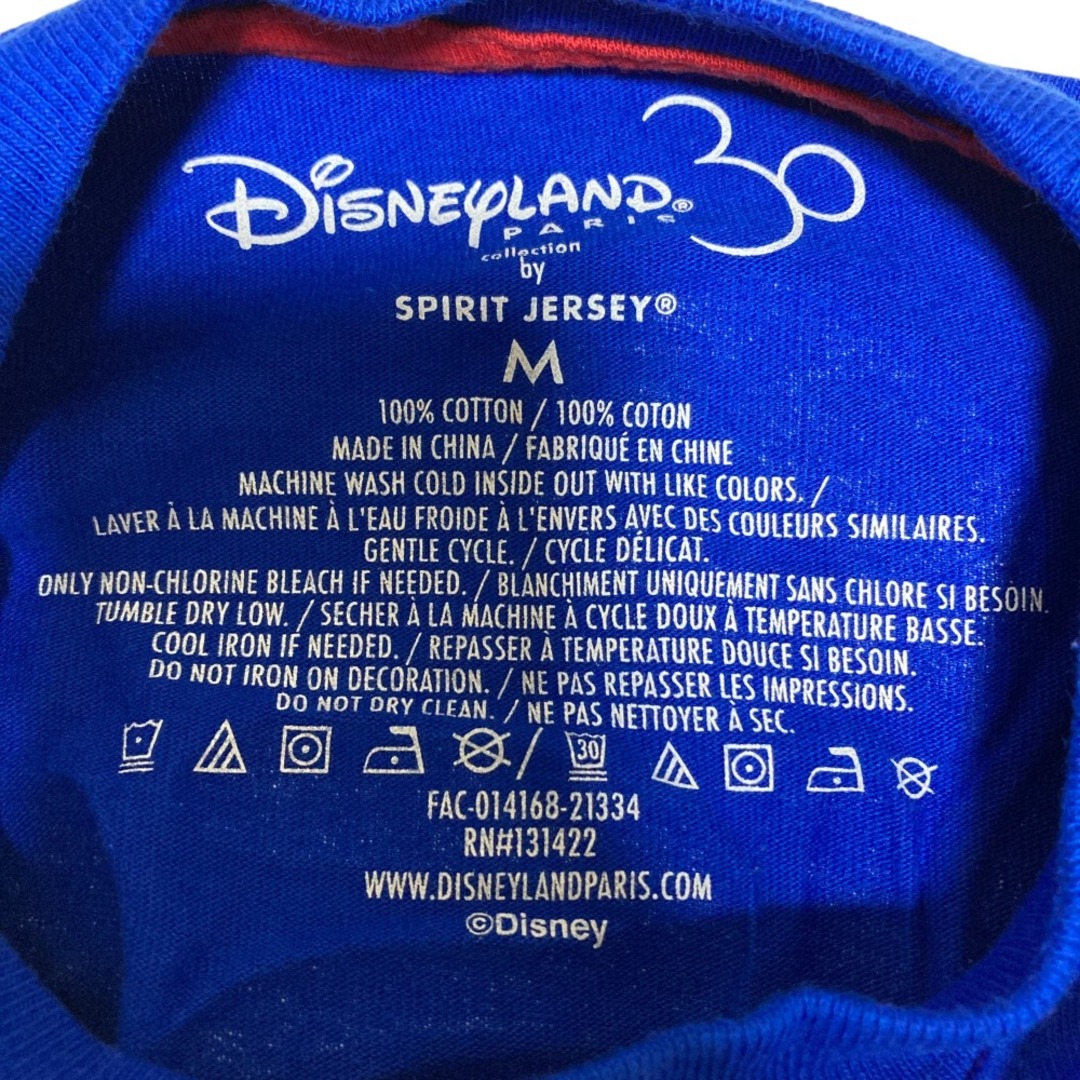 DISNEYLAND® 30
PARIS
collection
by
SPIRIT JERSEY®
M
100% COTTON / 100% COTON
MADE IN CHINA / FABRIQUÉ EN CHINE
MACHINE WASH COLD INSIDE OUT WITH LIKE COLORS. /
LAVER À LA MACHINE À L'EAU FROIDE À L'ENVERS AVEC DES COULEURS SIMILAIRES.
GENTLE CYCLE. / CYCLE DÉLICAT.
ONLY NON-CHLORINE BLEACH IF NEEDED. / BLANCHIMENT UNIQUEMENT SANS CHLORE SI BESOIN.
TUMBLE DRY LOW. / SECHER À LA MACHINE À CYCLE DOUX À TEMPERATURE BASSE.
COOL IRON IF NEEDED. / REPASSER À TEMPERATURE DOUCE SI BESOIN.
DO NOT IRON ON DECORATION. / NE PAS REPASSER LES IMPRESSIONS.
DO NOT DRY CLEAN. / NE PAS NETTOYER À SEC.
/ 30
FAC-014168-21334
RN#131422
WWW.DISNEYLANDPARIS.COM
©Disney